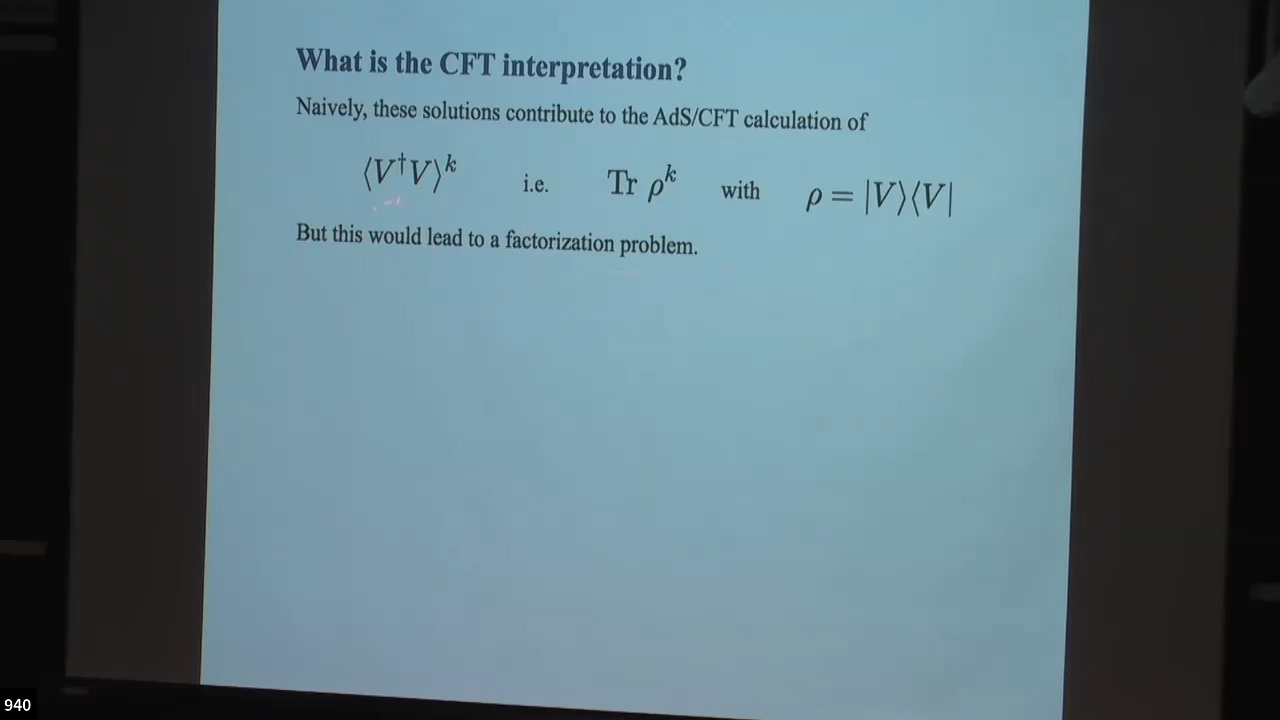 What is the CFT interpretation?
Naively, these solutions contribute to the AdS/CFT calculation of
⟨V†V⟩^k i.e. Tr ρ^k with ρ = |V⟩⟨V|
But this would lead to a factorization problem.
940